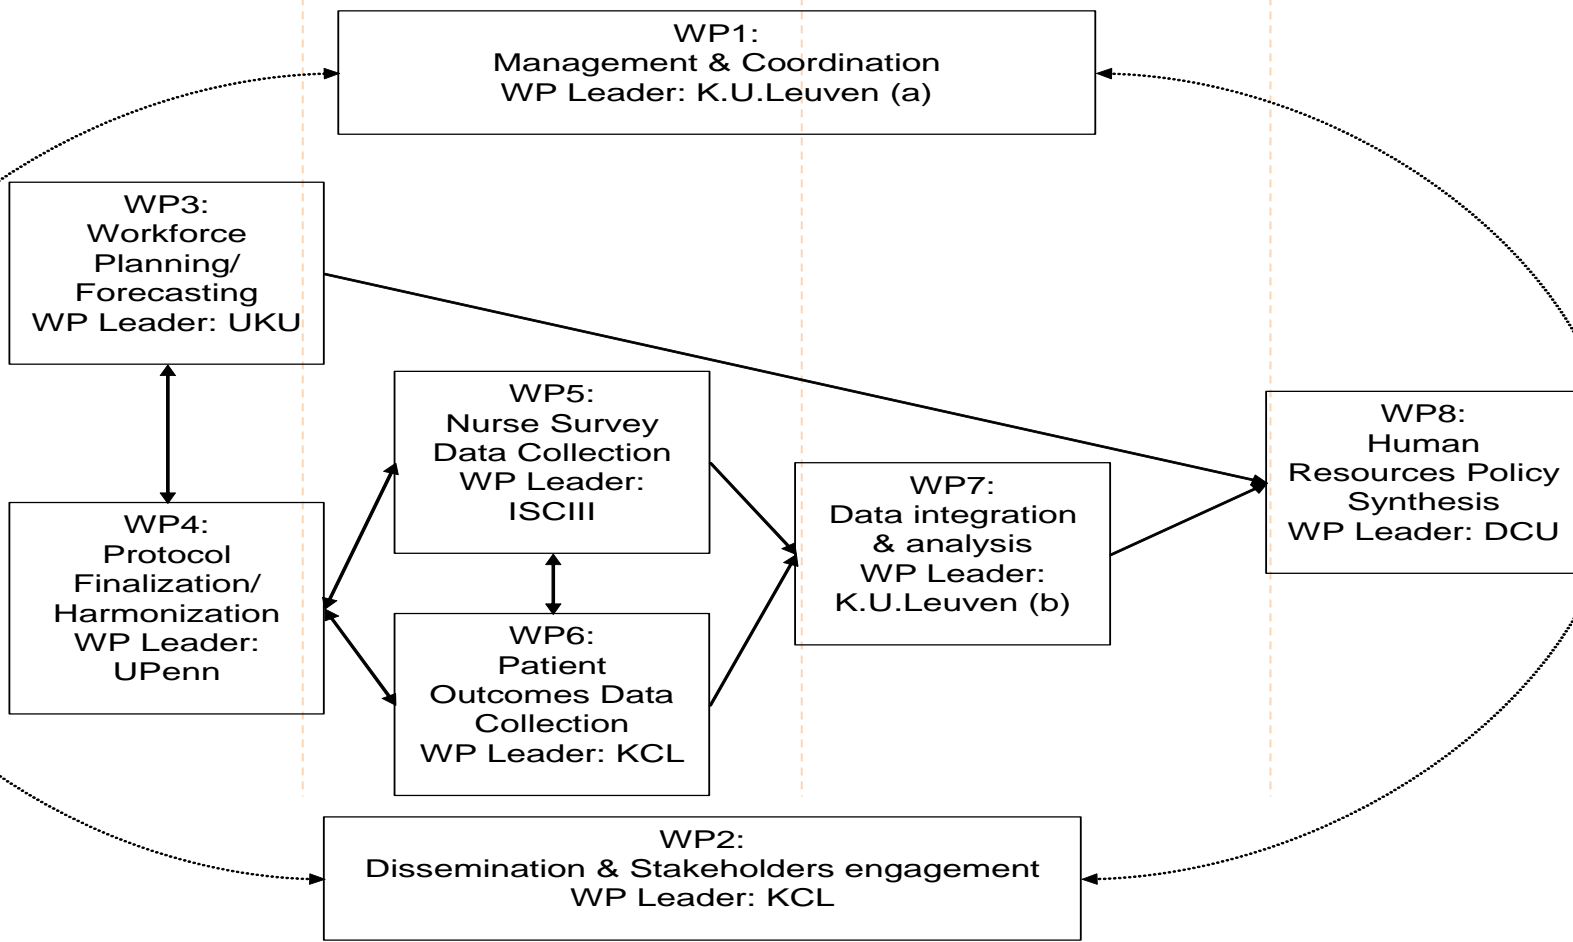 WP1:
Management & Coordination
WP Leader: K.U.Leuven (a)
WP3:
Workforce
Planning/
Forecasting
WP Leader: UKU
WP4:
Protocol
Finalization/
Harmonization
WP Leader:
UPenn
WP5:
Nurse Survey
Data Collection
WP Leader:
ISCIII
WP6:
Patient
Outcomes Data
Collection
WP Leader: KCL
WP7:
Data integration
& analysis
WP Leader:
K.U.Leuven (b)
WP8:
Human
Resources Policy
Synthesis
WP Leader: DCU
WP2:
Dissemination & Stakeholders engagement
WP Leader: KCL